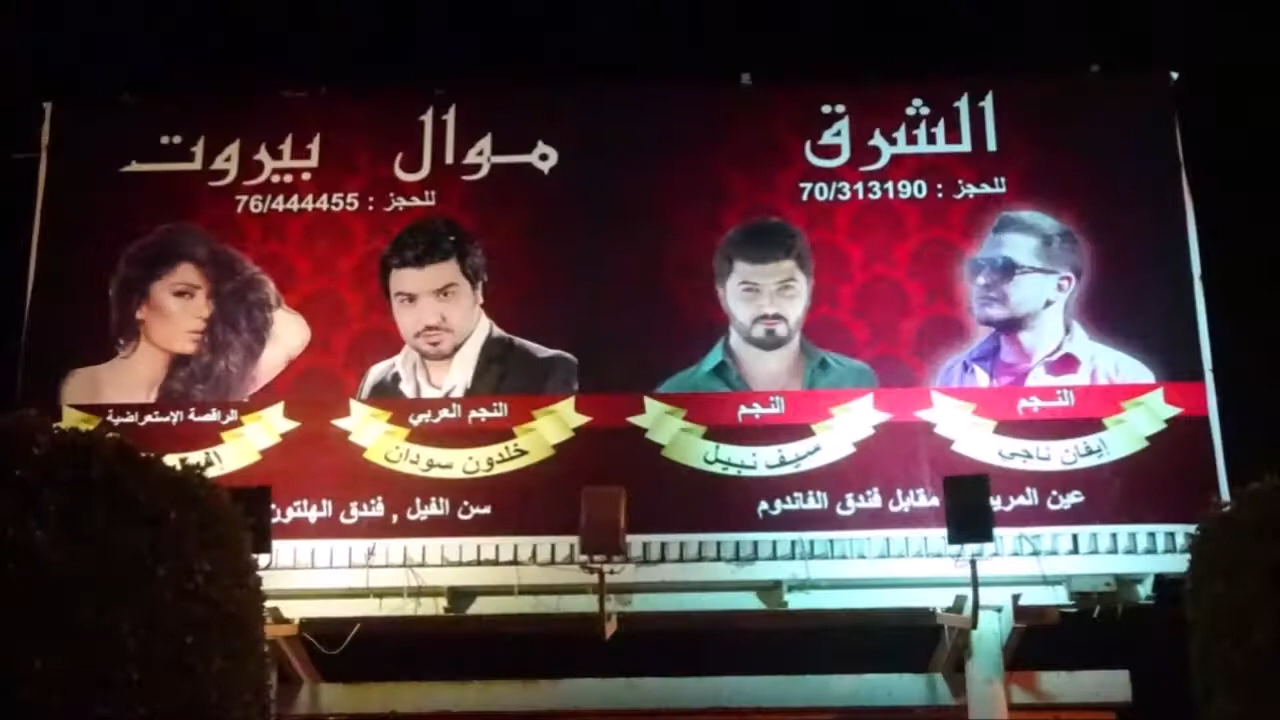 الشرق
للحجز : 70/313190
النجم
إيفان ناجي
النجم
سيف نبيل
عين مقابل فندق الفاندوم
موال بيروت
للحجز : 76/444455
النجم العربي
خلدون سودان
الراقصة الإستعراضية
سن الفيل , فندق الهلتون